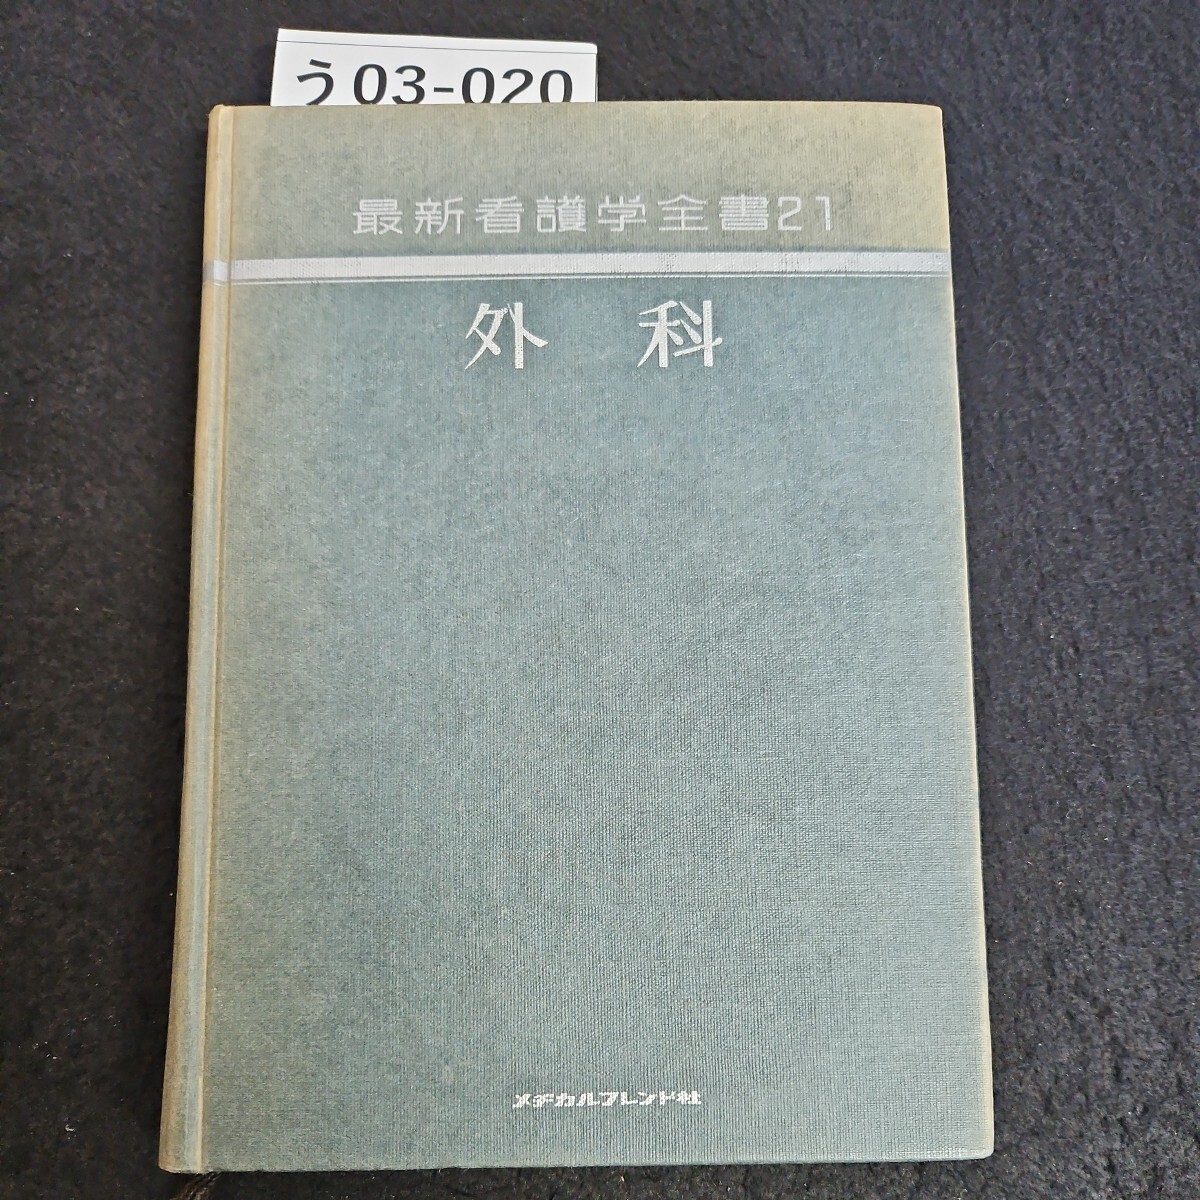 う03-020
最新看護学全書21
外 科
メヂカルフレンド社